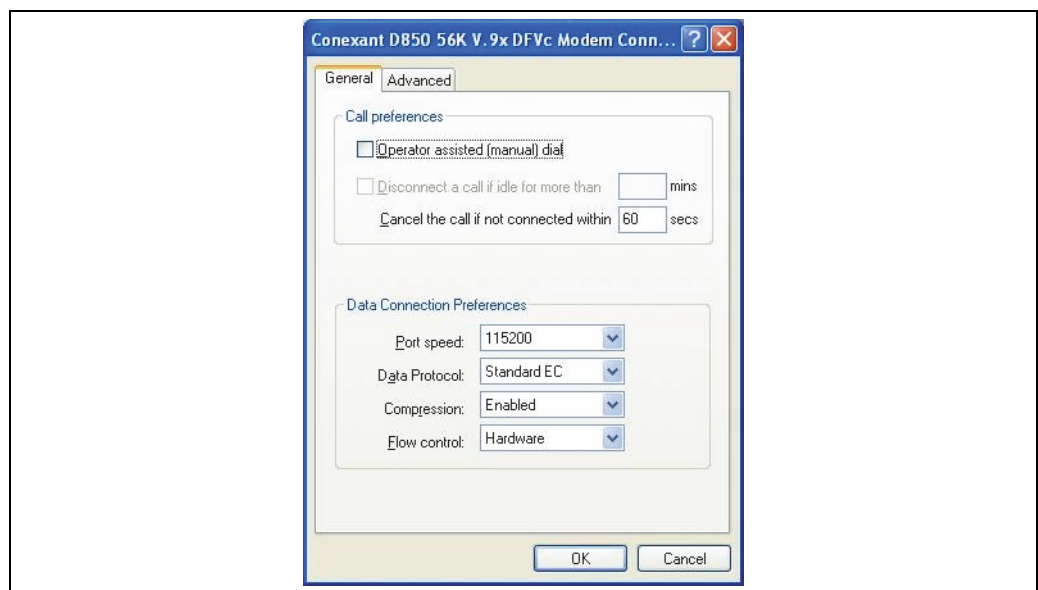 Conexant D850 56K V.9x DFVc Modem Conn...
General Advanced
Call preferences
Operator assisted (manual) dial
Disconnect a call if idle for more than mins
Cancel the call if not connected within 60 secs
Data Connection Preferences
Port speed: 115200
Data Protocol: Standard EC
Compression: Enabled
Flow control: Hardware
OK Cancel